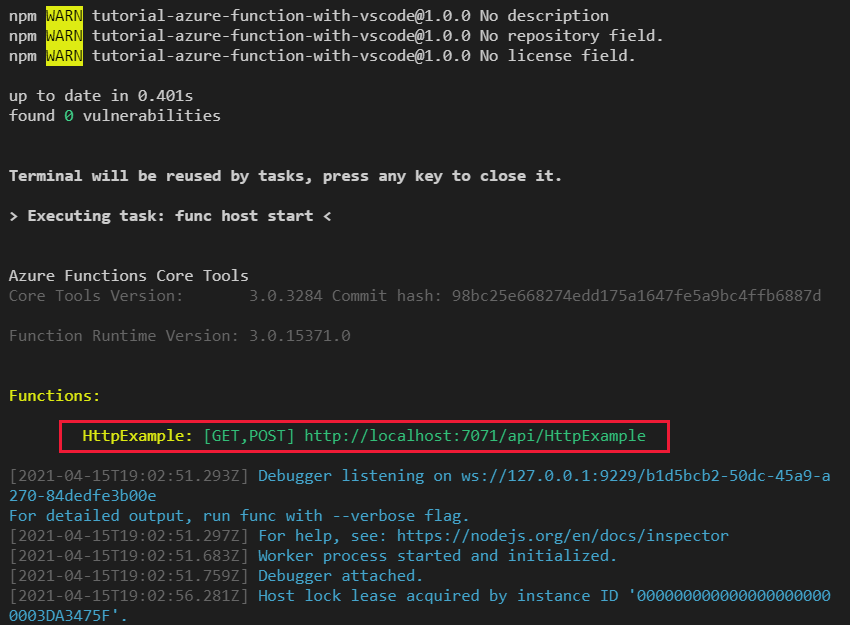 npm WARN tutorial-azure-function-with-vscode@1.0.0 No description
npm WARN tutorial-azure-function-with-vscode@1.0.0 No repository field.
npm WARN tutorial-azure-function-with-vscode@1.0.0 No license field.
up to date in 0.401s
found 0 vulnerabilities
Terminal will be reused by tasks, press any key to close it.
> Executing task: func host start <
Azure Functions Core Tools
Core Tools Version:       3.0.3284 Commit hash: 98bc25e668274edd175a1647fe5a9bc4ffb6887d
Function Runtime Version: 3.0.15371.0
Functions:
HttpExample: [GET,POST] http://localhost:7071/api/HttpExample
[2021-04-15T19:02:51.293Z] Debugger listening on ws://127.0.0.1:9229/b1d5bcb2-50dc-45a9-a
270-84dedfe3b00e
For detailed output, run func with --verbose flag.
[2021-04-15T19:02:51.297Z] For help, see: https://nodejs.org/en/docs/inspector
[2021-04-15T19:02:51.683Z] Worker process started and initialized.
[2021-04-15T19:02:51.759Z] Debugger attached.
[2021-04-15T19:02:56.281Z] Host lock lease acquired by instance ID '000000000000000000000
0003DA3475F'.